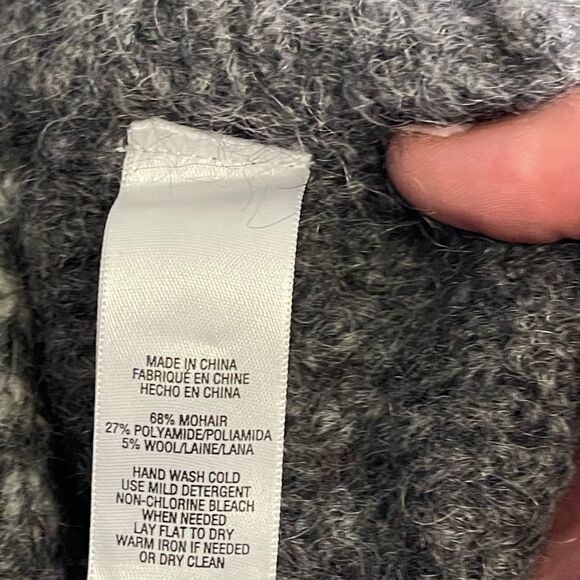 MADE IN CHINA
FABRIQUÉ EN CHINE
HECHO EN CHINA
68% MOHAIR
27% POLYAMIDE/POLIAMIDA
5% WOOL/LAINE/LANA
HAND WASH COLD
USE MILD DETERGENT
NON-CHLORINE BLEACH
WHEN NEEDED
LAY FLAT TO DRY
WARM IRON IF NEEDED
OR DRY CLEAN